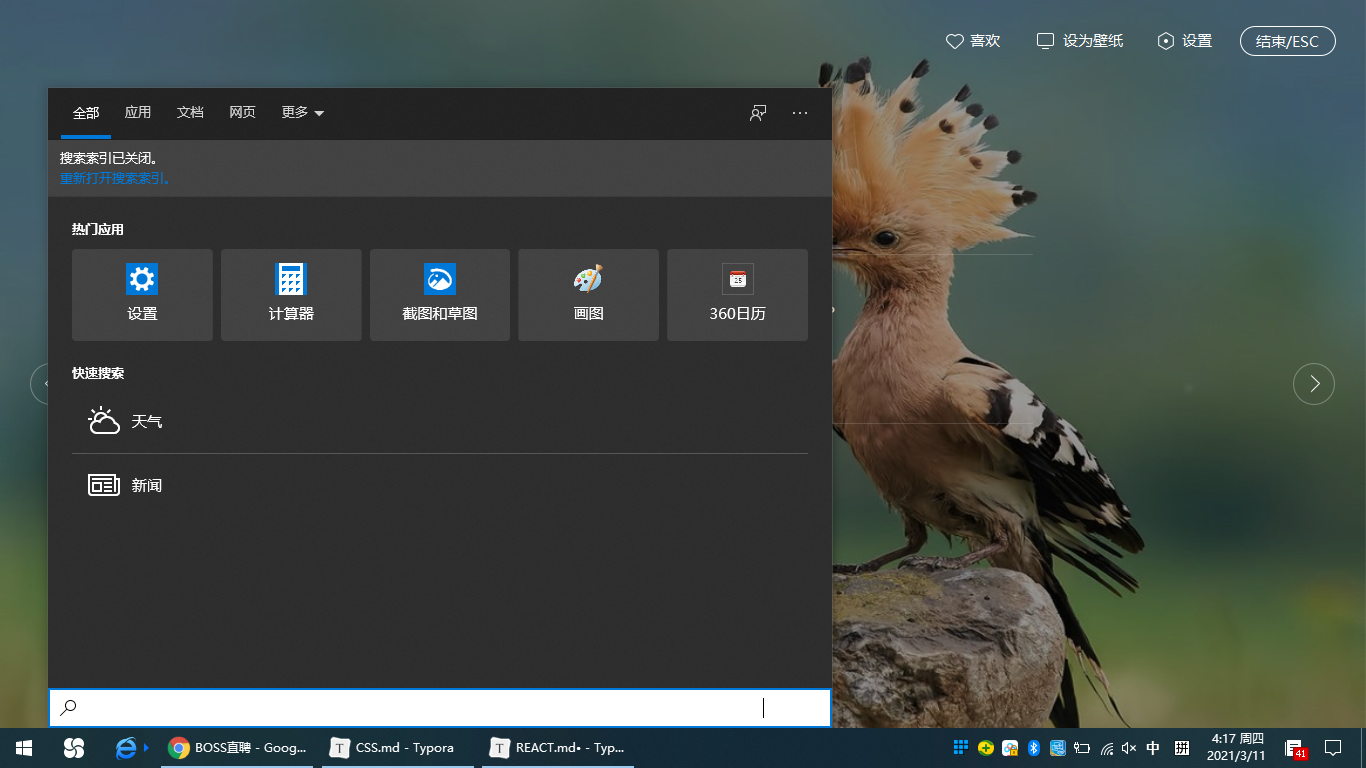 喜欢
设为壁纸
设置
结束/ESC
全部
应用
文档
网页
更多
搜索索引已关闭。
重新打开搜索索引。
热门应用
设置
计算器
截图和草图
画图
15
360日历
快速搜索
天气
新闻
BOSS直聘 - Goog...
T
CSS.md - Typora
T
REACT.md• - Typ...
中
拼
4:17 周四
2021/3/11
41